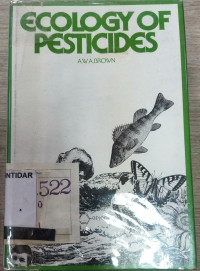 ECOLOGY OF
PESTICIDES
A.W.A.BROWN
NTIDAR
522